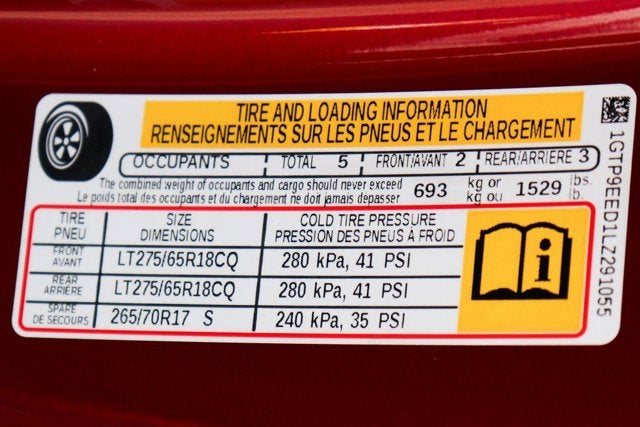 TIRE AND LOADING INFORMATION
RENSEIGNEMENTS SUR LES PNEUS ET LE CHARGEMENT
OCCUPANTS TOTAL 5 FRONT/AVANT 2 REAR/ARRIERE 3
The combined weight of occupants and cargo should never exceed 693 kg or 1529 lbs.
Le poids total des occupants et du chargement ne doit jamais depasser kg ou lb.
TIRE SIZE COLD TIRE PRESSURE
PNEU DIMENSIONS PRESSION DES PNEUS À FROID
FRONT
AVANT LT275/65R18CQ 280 kPa, 41 PSI
REAR
ARRIERE LT275/65R18CQ 280 kPa, 41 PSI
SPARE
DE SECOURS 265/70R17 S 240 kPa, 35 PSI
i
1GTP9EED1LZ291055